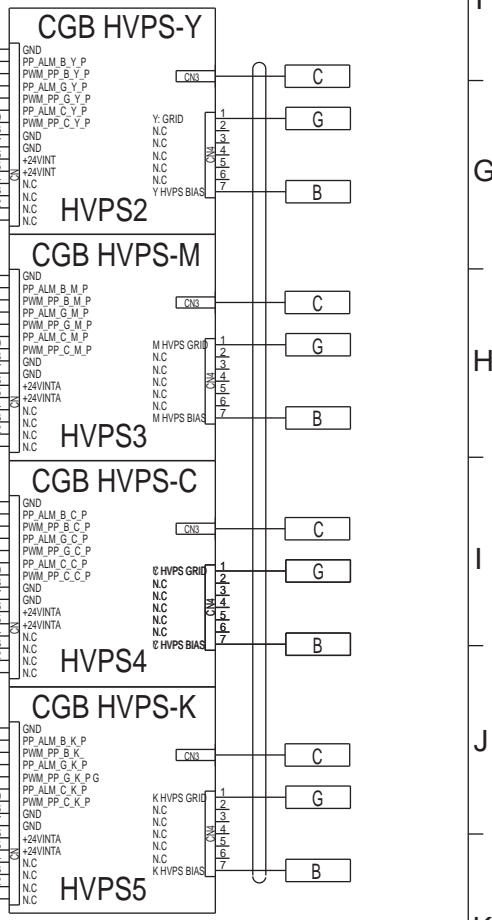 CGB HVPS-Y
GND
PP_ALM_B_Y_P
PWM_PP_B_Y_P
PP_ALM_G_Y_P
PWM_PP_G_Y_P
PP_ALM_C_Y_P
PWM_PP_C_Y_P
GND
GND
+24VINT
+24VINT
N.C
N.C
N.C
N.C
CN
HVPS2
CN3
C
Y: GRID 1
N.C 2
N.C 3
N.C 4
N.C 5
N.C 6
Y HVPS BIAS 7
CN4
G
B
G
CGB HVPS-M
GND
PP_ALM_B_M_P
PWM_PP_B_M_P
PP_ALM_G_M_P
PWM_PP_G_M_P
PP_ALM_C_M_P
PWM_PP_C_M_P
GND
GND
+24VINTA
+24VINTA
N.C
N.C
N.C
N.C
CN
HVPS3
CN3
C
M HVPS GRID 1
N.C 2
N.C 3
N.C 4
N.C 5
N.C 6
M HVPS BIAS 7
CN4
G
B
H
CGB HVPS-C
GND
PP_ALM_B_C_P
PWM_PP_B_C_P
PP_ALM_G_C_P
PWM_PP_G_C_P
PP_ALM_C_C_P
PWM_PP_C_C_P
GND
GND
+24VINTA
+24VINTA
N.C
N.C
N.C
N.C
CN
HVPS4
CN3
C
HVPS GRID 1
N.C 2
N.C 3
N.C 4
N.C 5
N.C 6
HVPS BIAS 7
CN4
G
B
I
CGB HVPS-K
GND
PP_ALM_B_K_P
PWM_PP_B_K_
PP_ALM_G_K_P
PWM_PP_G_K_P G
PP_ALM_C_K_P
PWM_PP_C_K_P
GND
GND
+24VINTA
+24VINTA
N.C
N.C
N.C
N.C
CN
HVPS5
CN3
C
K HVPS GRID 1
N.C 2
N.C 3
N.C 4
N.C 5
N.C 6
K HVPS BIAS 7
CN4
G
B
J